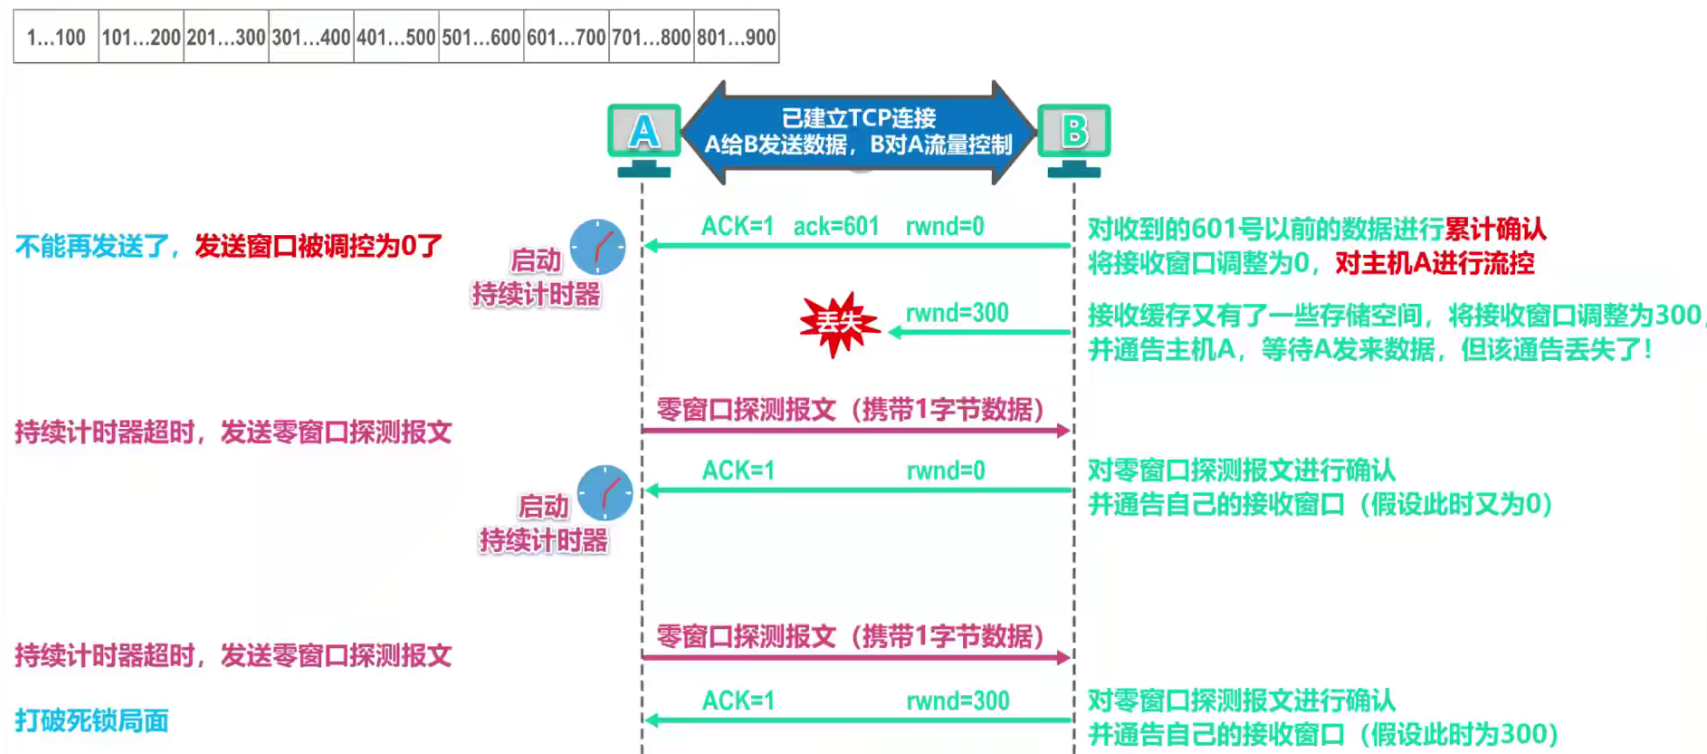 1...100 101...200 201...300 301...400 401...500 501...600 601...700 701...800 801...900
已建立TCP连接
A给B发送数据，B对A流量控制
A
B
不能再发送了，发送窗口被调控为0了
启动
持续计时器
ACK=1 ack=601 rwnd=0
对收到的601号以前的数据进行累计确认
将接收窗口调整为0，对主机A进行流控
丢失
rwnd=300
接收缓存又有了一些存储空间，将接收窗口调整为300，
并通告主机A，等待A发来数据，但该通告丢失了！
持续计时器超时，发送零窗口探测报文
零窗口探测报文（携带1字节数据）
启动
持续计时器
ACK=1 rwnd=0
对零窗口探测报文进行确认
并通告自己的接收窗口（假设此时又为0）
持续计时器超时，发送零窗口探测报文
零窗口探测报文（携带1字节数据）
打破死锁局面
ACK=1 rwnd=300
对零窗口探测报文进行确认
并通告自己的接收窗口（假设此时为300）